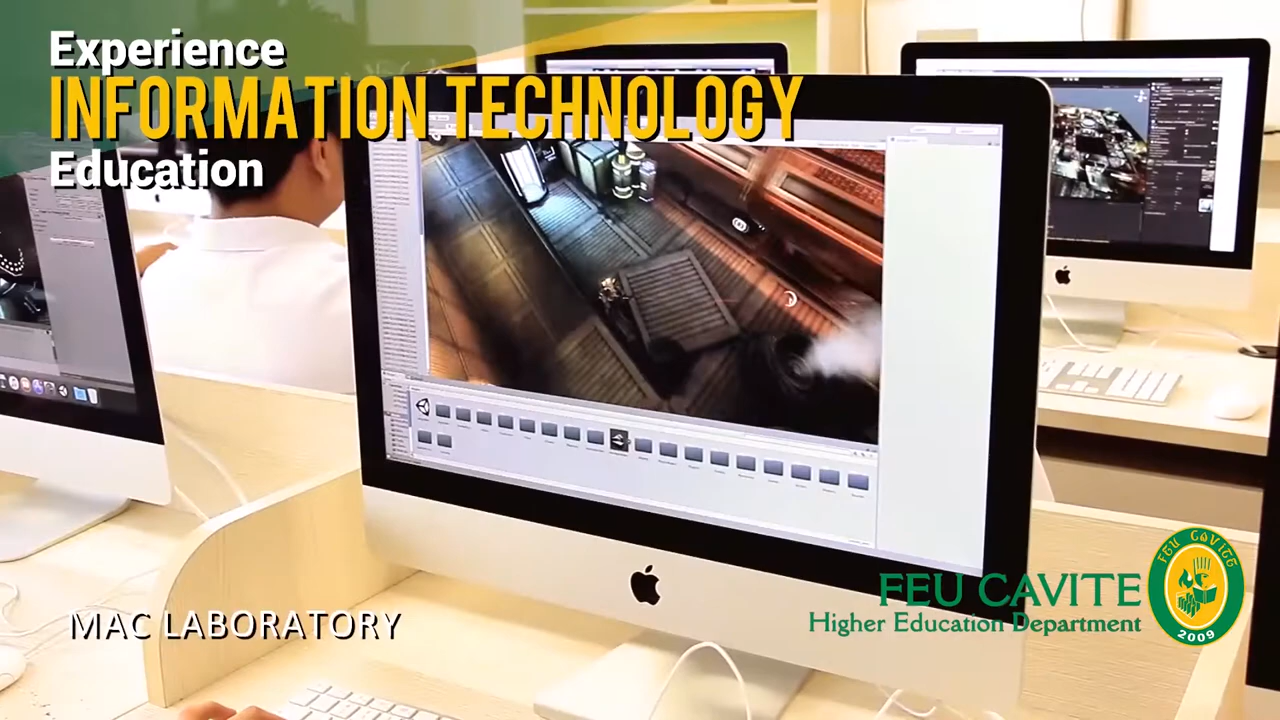 Experience
INFORMATION TECHNOLOGY
Education
MAC LABORATORY
FEU CAVITE
Higher Education Department
FEU CAVITE
2009